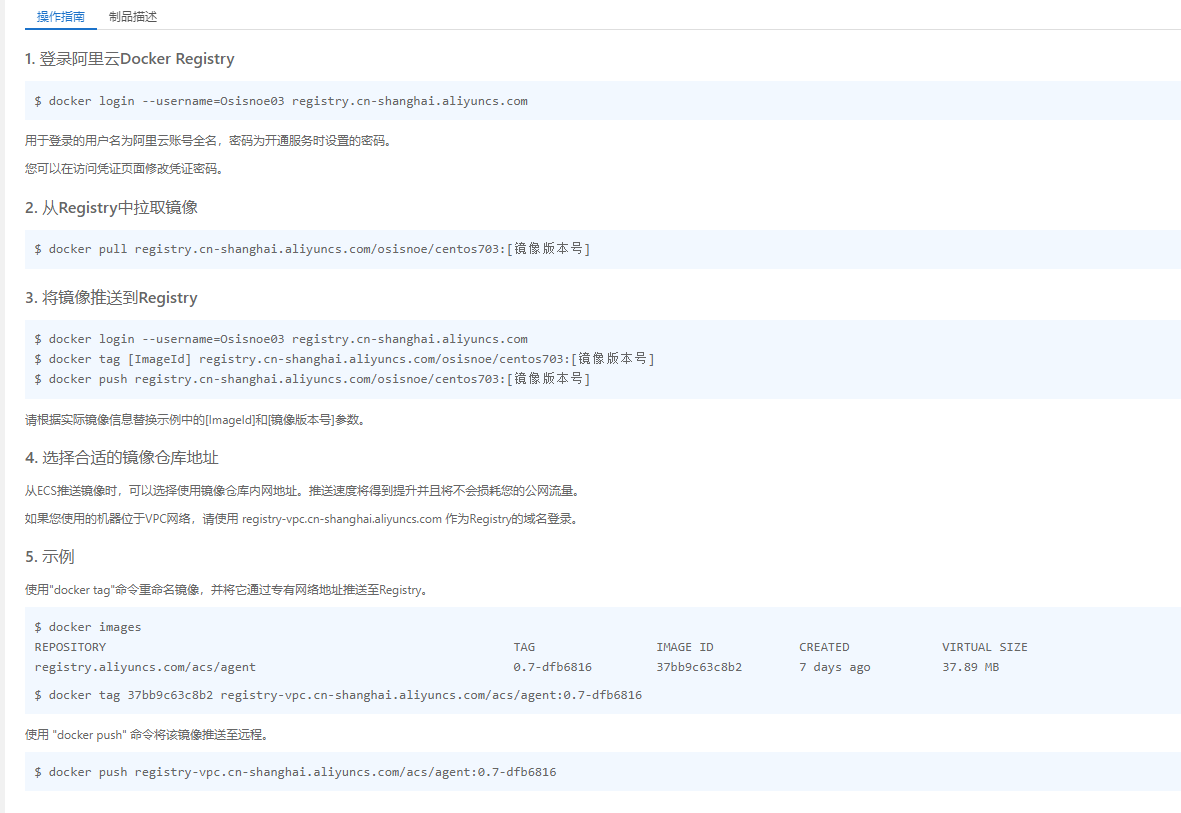 操作指南 制品描述
1. 登录阿里云Docker Registry
$ docker login --username=Osisnoe03 registry.cn-shanghai.aliyuncs.com
用于登录的用户名为阿里云账号全名，密码为开通服务时设置的密码。
您可以在访问凭证页面修改凭证密码。
2. 从Registry中拉取镜像
$ docker pull registry.cn-shanghai.aliyuncs.com/osisnoe/centos703:[镜像版本号]
3. 将镜像推送到Registry
$ docker login --username=Osisnoe03 registry.cn-shanghai.aliyuncs.com
$ docker tag [ImageId] registry.cn-shanghai.aliyuncs.com/osisnoe/centos703:[镜像版本号]
$ docker push registry.cn-shanghai.aliyuncs.com/osisnoe/centos703:[镜像版本号]
请根据实际镜像信息替换示例中的[ImageId]和[镜像版本号]参数。
4. 选择合适的镜像仓库地址
从ECS推送镜像时，可以选择使用镜像仓库内网地址。推送速度将得到提升并且将不会损耗您的公网流量。
如果您使用的机器位于VPC网络，请使用 registry-vpc.cn-shanghai.aliyuncs.com 作为Registry的域名登录。
5. 示例
使用"docker tag"命令重命名镜像，并将它通过专有网络地址推送至Registry。
$ docker images
REPOSITORY TAG IMAGE ID CREATED VIRTUAL SIZE
registry.aliyuncs.com/acs/agent 0.7-dfb6816 37bb9c63c8b2 7 days ago 37.89 MB
$ docker tag 37bb9c63c8b2 registry-vpc.cn-shanghai.aliyuncs.com/acs/agent:0.7-dfb6816
使用 "docker push" 命令将该镜像推送至远程。
$ docker push registry-vpc.cn-shanghai.aliyuncs.com/acs/agent:0.7-dfb6816